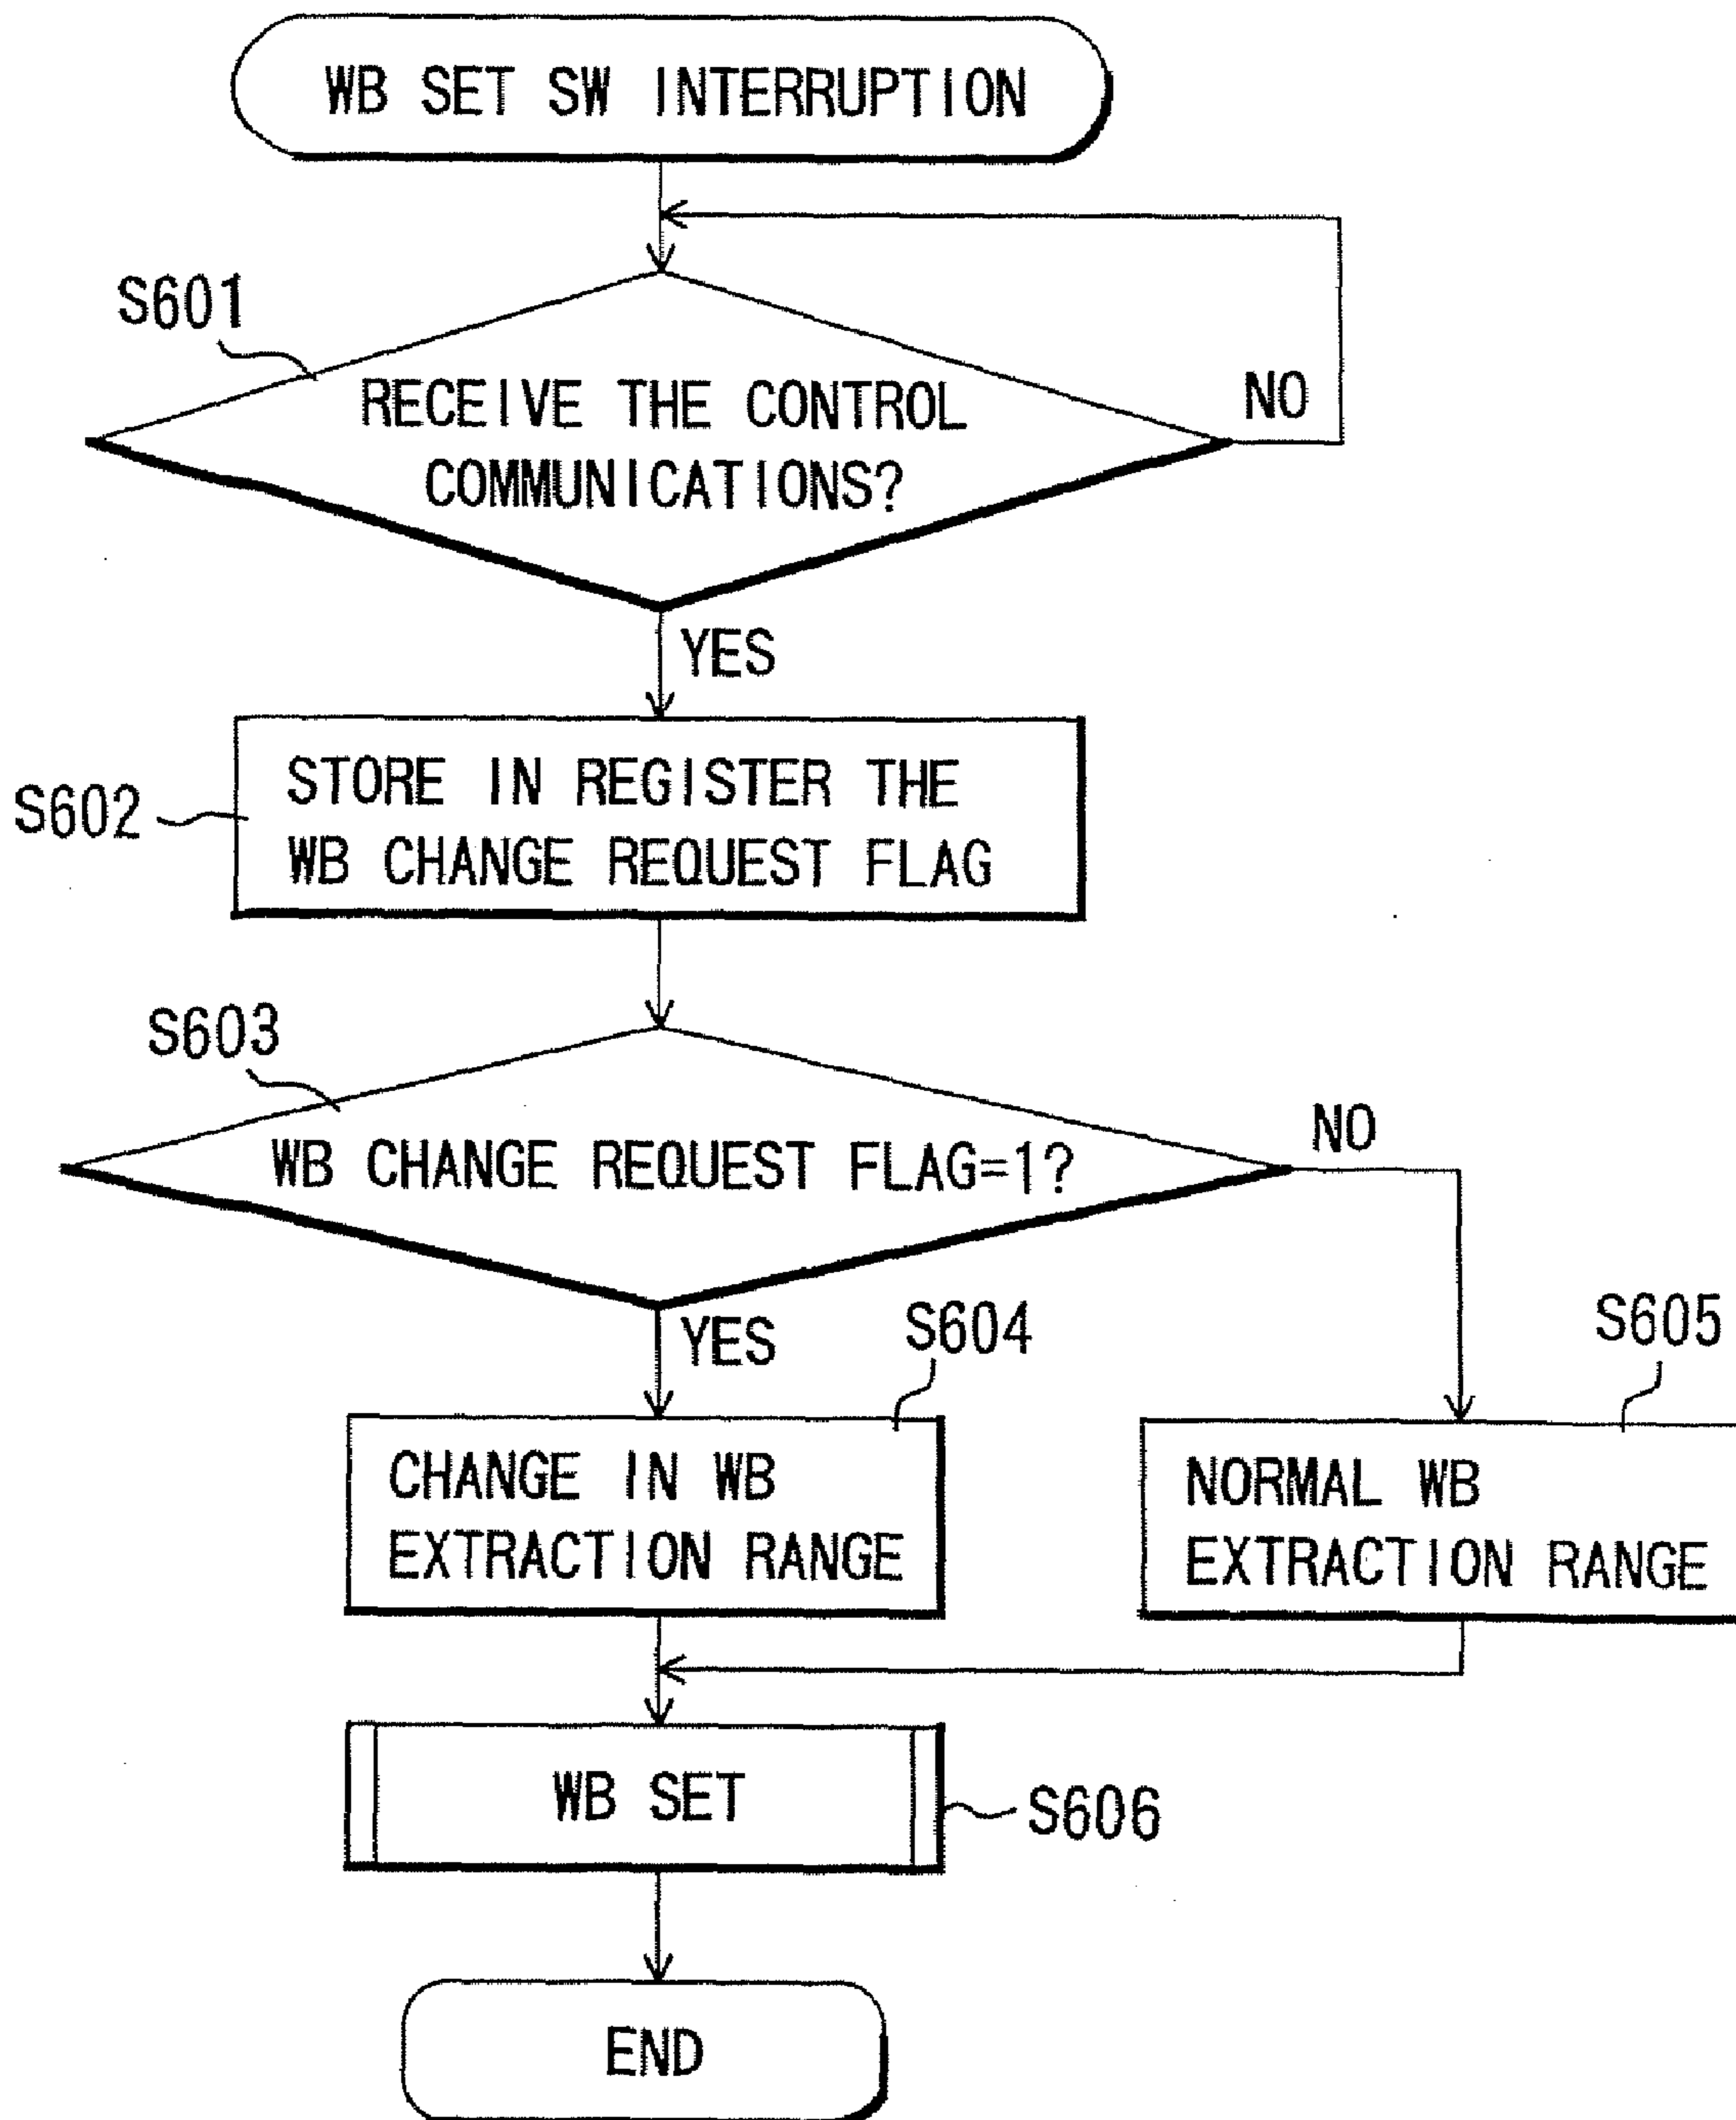 WB SET SW INTERRUPTION
S601
RECEIVE THE CONTROL
COMMUNICATIONS?
NO
YES
S602
STORE IN REGISTER THE
WB CHANGE REQUEST FLAG
S603
WB CHANGE REQUEST FLAG=1?
NO
YES
S604
CHANGE IN WB
EXTRACTION RANGE
S605
NORMAL WB
EXTRACTION RANGE
WB SET
S606
END